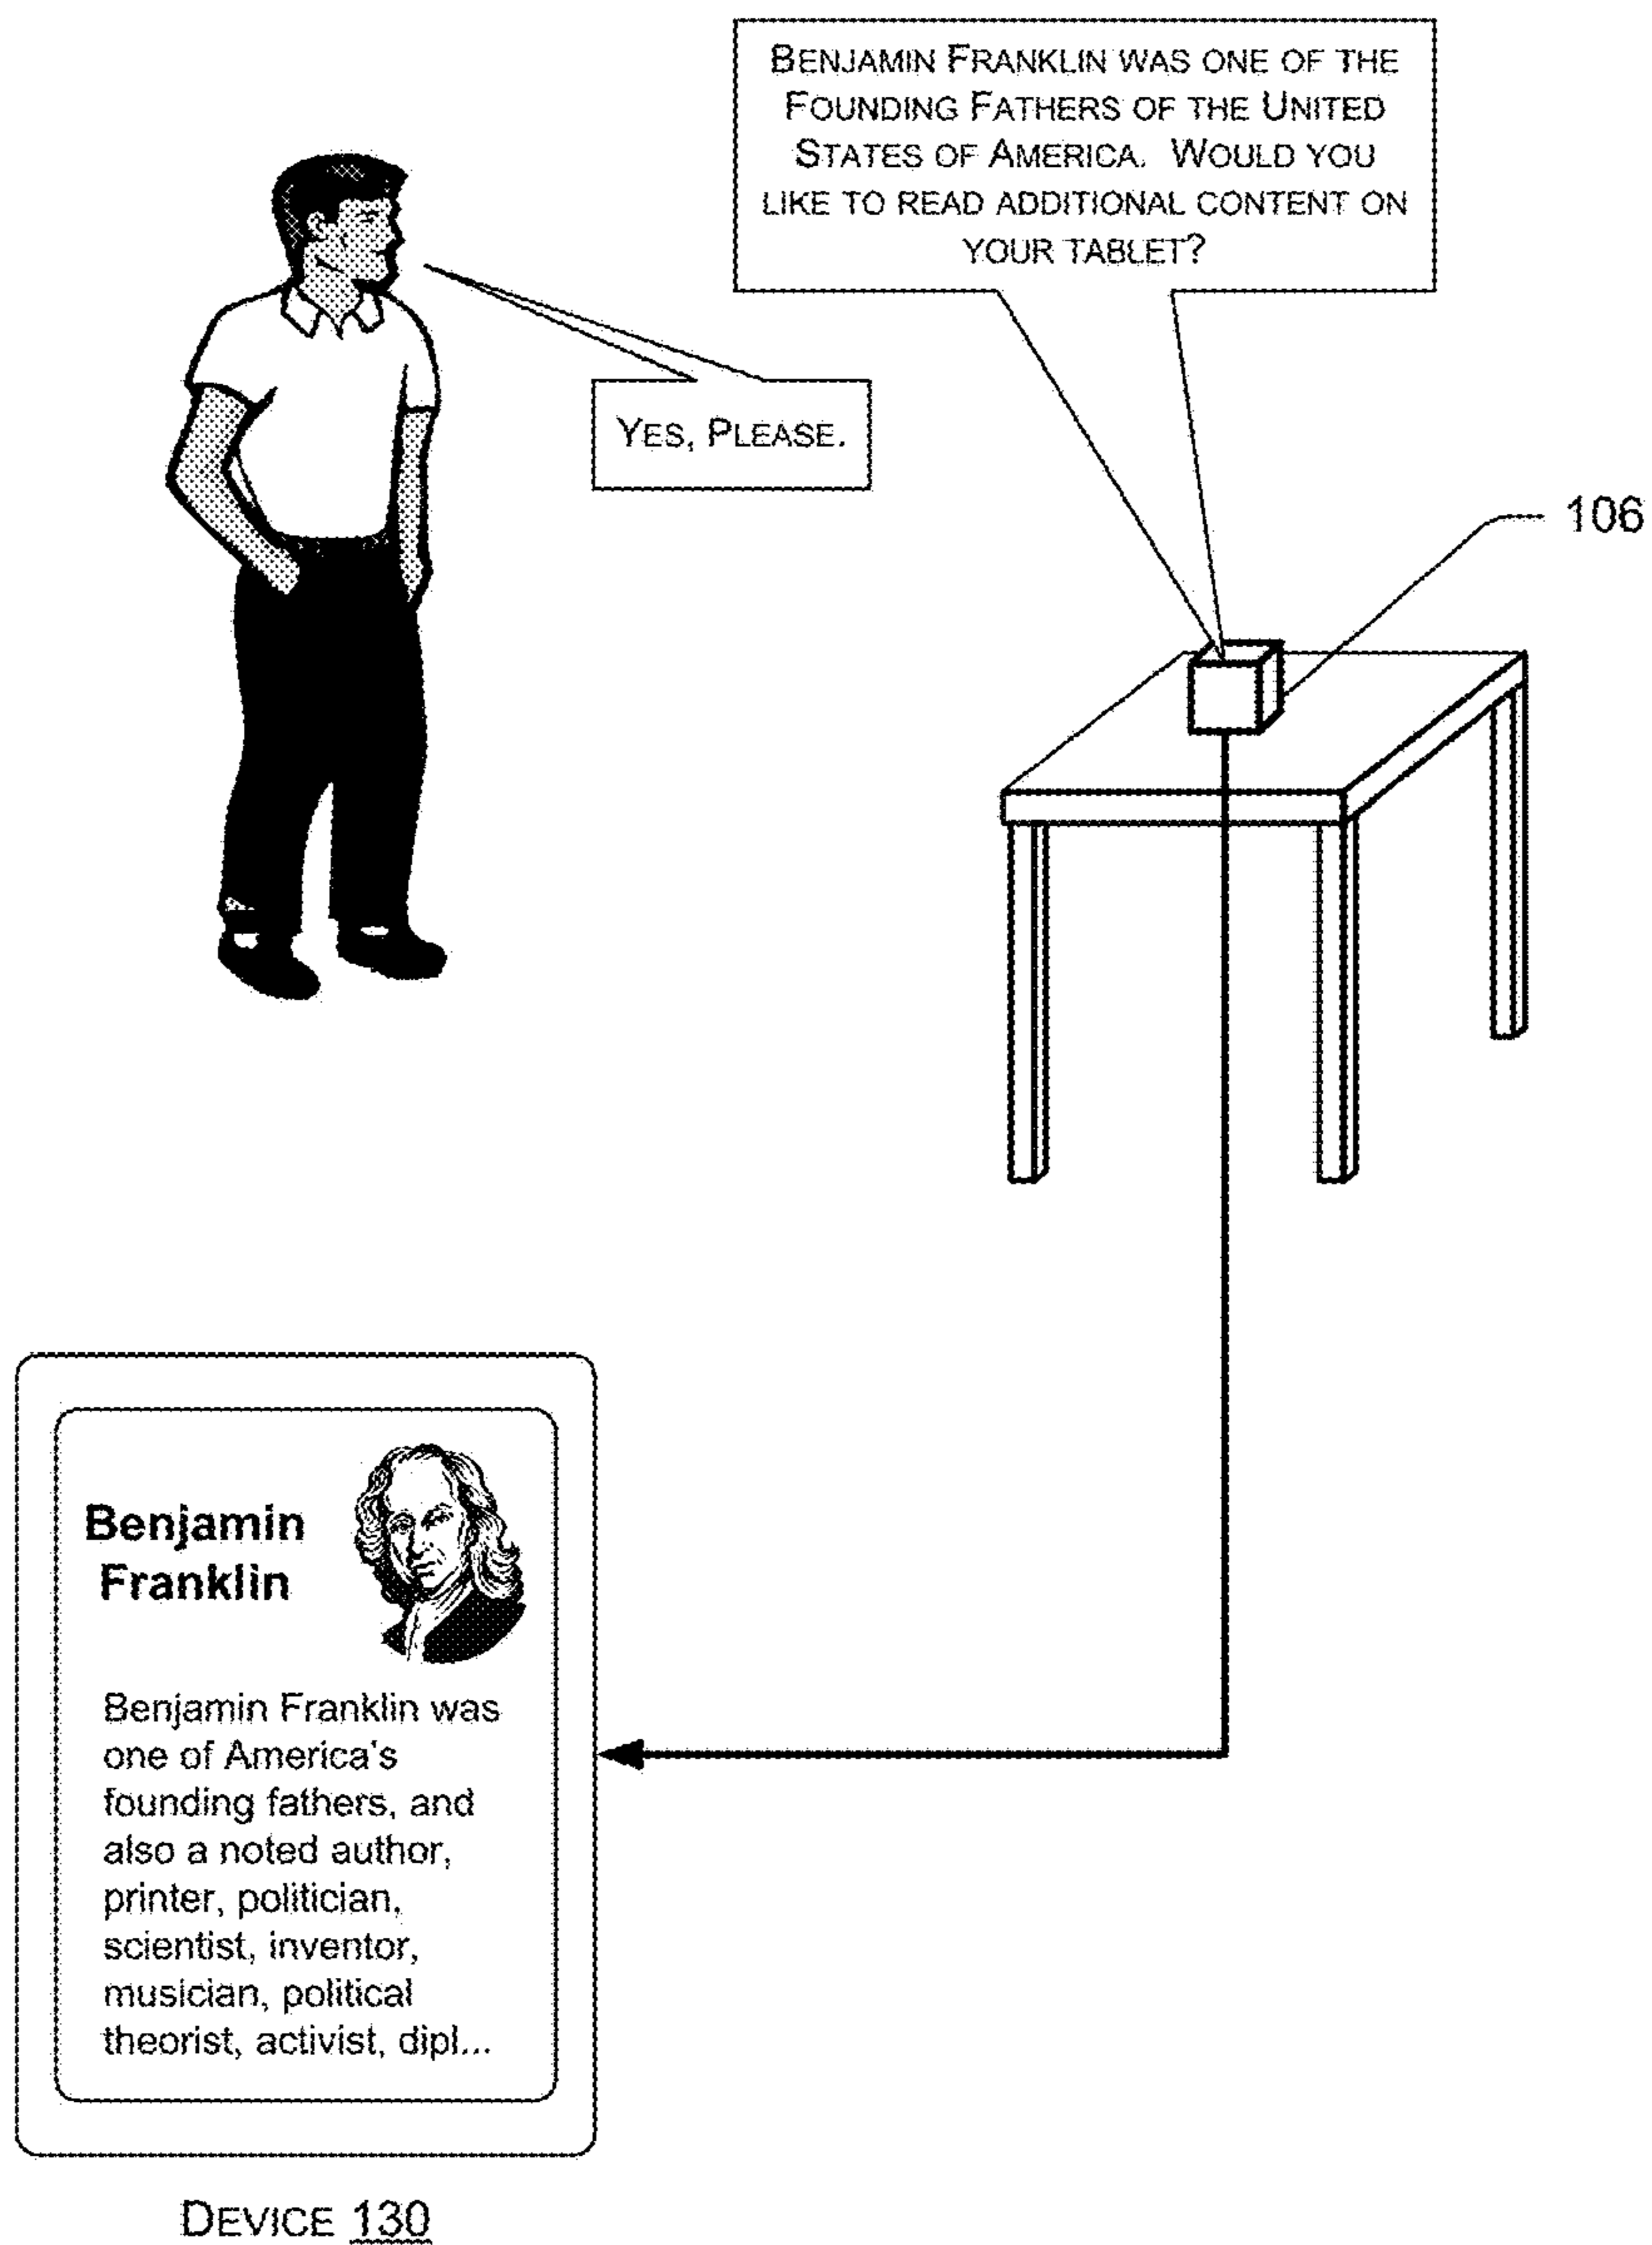 BENJAMIN FRANKLIN WAS ONE OF THE
FOUNDING FATHERS OF THE UNITED
STATES OF AMERICA. WOULD YOU
LIKE TO READ ADDITIONAL CONTENT ON
YOUR TABLET?
YES, PLEASE.
106
Benjamin
Franklin
Benjamin Franklin was
one of America's
founding fathers, and
also a noted author,
printer, politician,
scientist, inventor,
musician, political
theorist, activist, dipl...
DEVICE 130